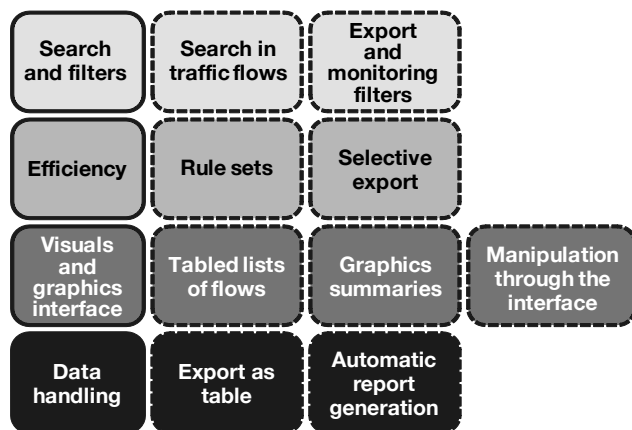 Search
and filters
Search in
traffic flows
Export
and
monitoring
filters
Efficiency
Rule sets
Selective
export
Visuals
and
graphics
interface
Tabled lists
of flows
Graphics
summaries
Manipulation
through the
interface
Data
handling
Export as
table
Automatic
report
generation